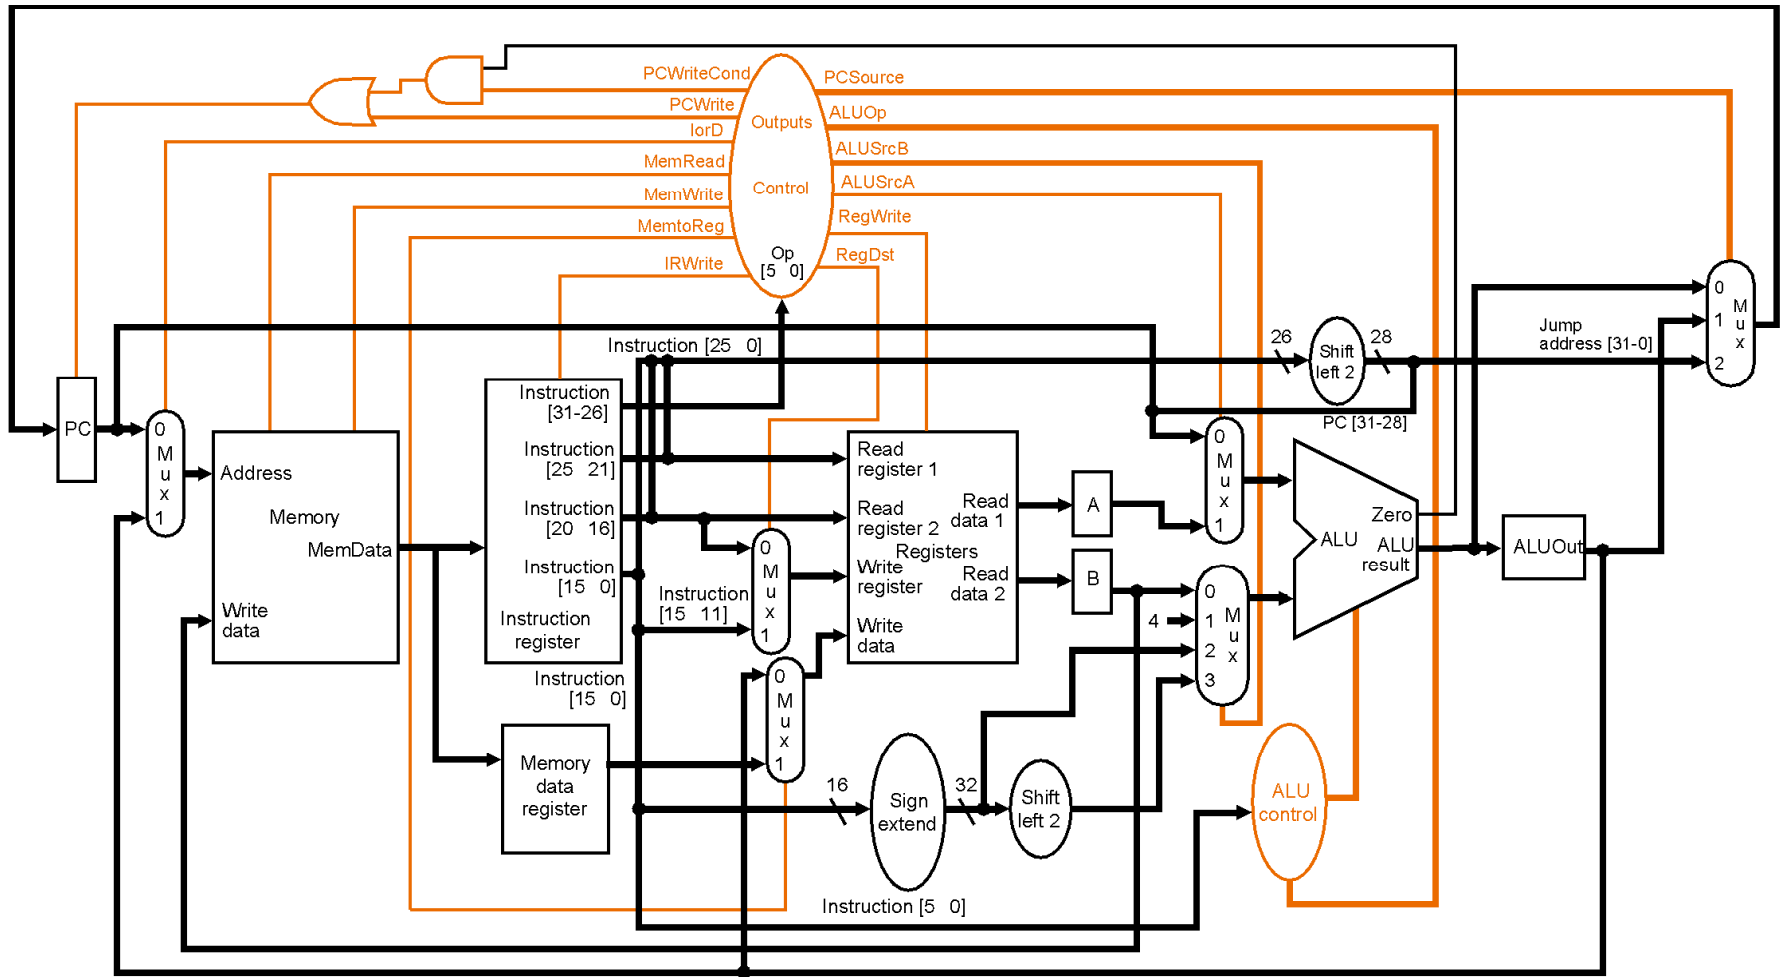 PCWriteCond
PCSource
PCWrite
ALUOp
Outputs
IorD
ALUSrcB
MemRead
Control
ALUSrcA
MemWrite
RegWrite
MemtoReg
RegDst
Op
[5 0]
IRWrite
0
M
u
x
1
2
Jump
address [31-0]
26
28
Shift
left 2
Instruction [25 0]
PC [31-28]
PC
0
M
u
x
1
Address
Memory
MemData
Write
data
Instruction
[31-26]
Instruction
[25 21]
Instruction
[20 16]
Instruction
[15 0]
Instruction
register
Instruction
[15 0]
Instruction
[15 11]
0
M
u
x
1
Read
register 1
Read
register 2
Registers
Write
register
Write
data
Read
data 1
Read
data 2
A
B
0
M
u
x
1
4
0
1
2
3
M
u
x
Zero
ALU
ALU
result
ALUOut
0
M
u
x
1
Memory
data
register
16
Sign
extend
32
Shift
left 2
ALU
control
Instruction [5 0]